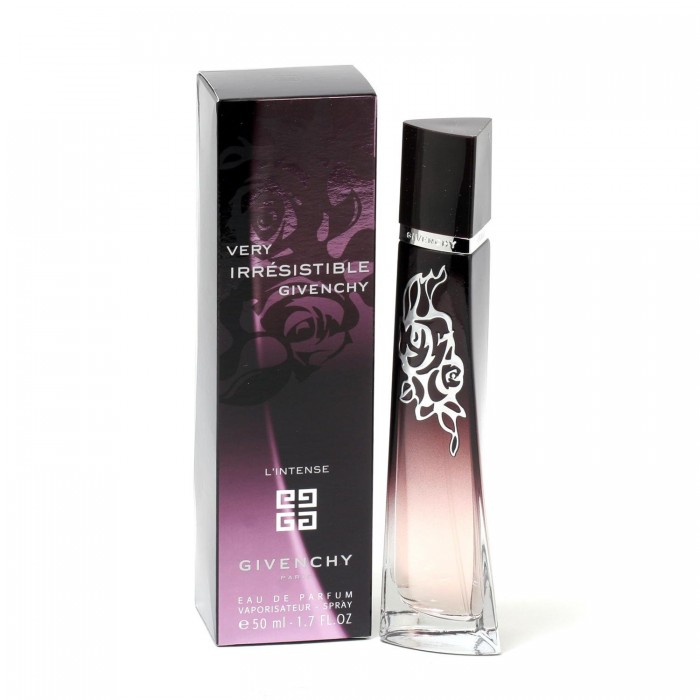 VERY
IRRÉSISTIBLE
GIVENCHY
L'INTENSE
GIVENCHY
PARIS
EAU DE PARFUM
VAPORISATEUR - SPRAY
℮ 50 ml - 1.7 FL.OZ
GIVENCHY